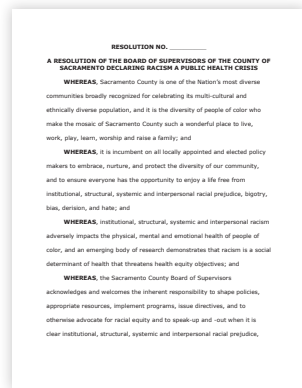 RESOLUTION NO. __________
A RESOLUTION OF THE BOARD OF SUPERVISORS OF THE COUNTY OF
SACRAMENTO DECLARING RACISM A PUBLIC HEALTH CRISIS
WHEREAS, Sacramento County is one of the Nation's most diverse
communities broadly recognized for celebrating its multi-cultural and
ethnically diverse population, and it is the diversity of people of color who
make the mosaic of Sacramento County such a wonderful place to live,
work, play, learn, worship and raise a family; and
WHEREAS, it is incumbent on all locally appointed and elected policy
makers to embrace, nurture, and protect the diversity of our community,
and to ensure everyone has the opportunity to enjoy a life free from
institutional, structural, systemic and interpersonal racial prejudice, bigotry,
bias, derision, and hate; and
WHEREAS, institutional, structural, systemic and interpersonal racism
adversely impacts the physical, mental and emotional health of people of
color, and an emerging body of research demonstrates that racism is a social
determinant of health that threatens health equity objectives; and
WHEREAS, the Sacramento County Board of Supervisors
acknowledges and welcomes the inherent responsibility to shape policies,
appropriate resources, implement programs, issue directives, and to
otherwise advocate for racial equity and to speak-up and -out when it is
clear institutional, structural, systemic and interpersonal racial prejudice,